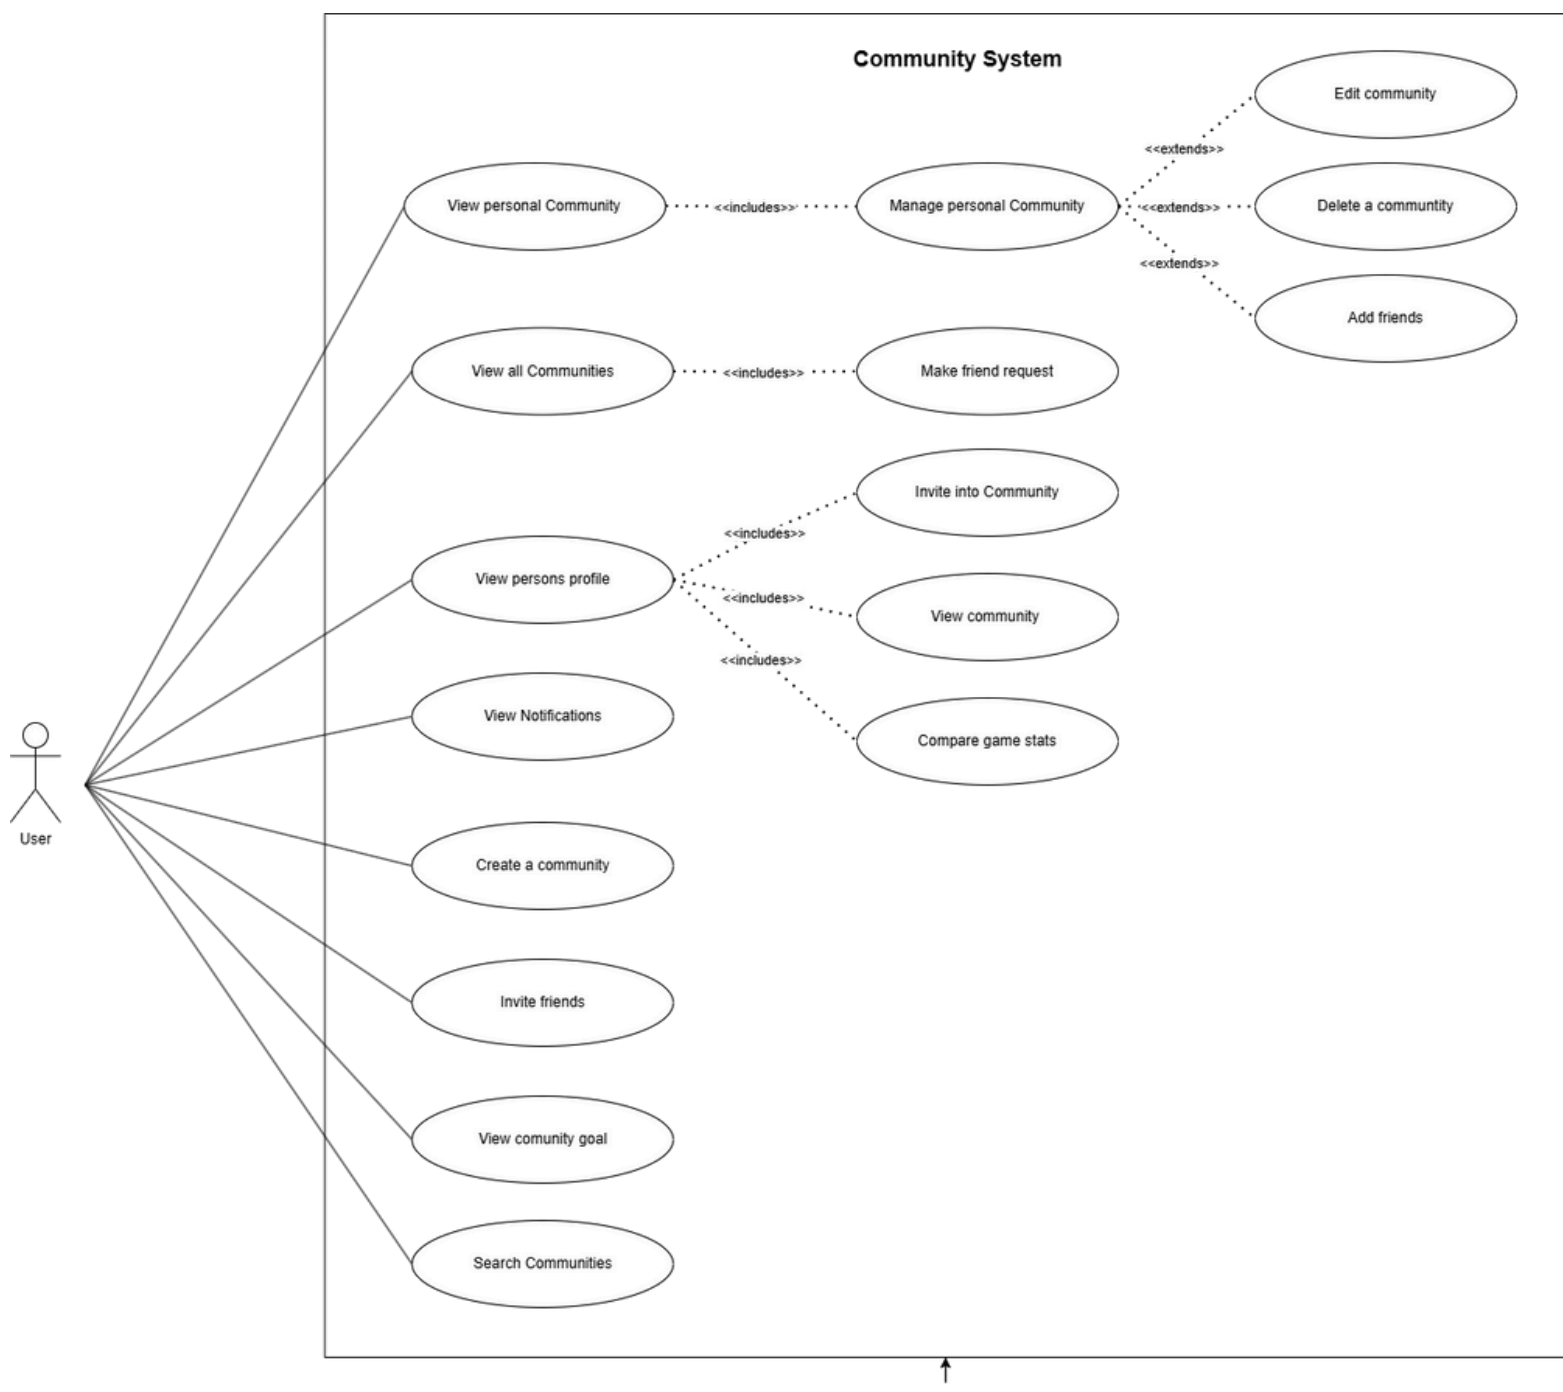 Community System
Edit community
<<extends>>
View personal Community
<<includes>>
Manage personal Community
<<extends>>
Delete a communtity
<<extends>>
Add friends
View all Communities
<<includes>>
Make friend request
Invite into Community
<<includes>>
View persons profile
<<includes>>
View community
<<includes>>
View Notifications
Compare game stats
User
Create a community
Invite friends
View comunity goal
Search Communities